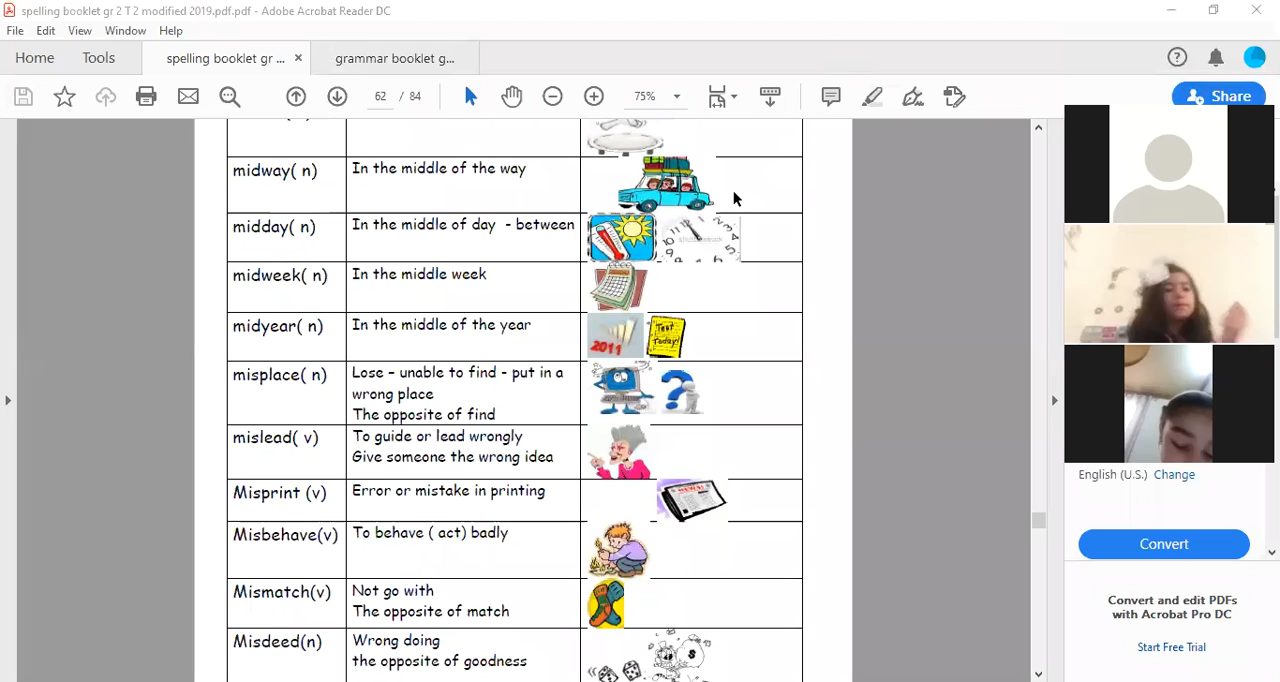 spelling booklet gr 2 T 2 modified 2019.pdf.pdf - Adobe Acrobat Reader DC
File Edit View Window Help
Home Tools spelling booklet gr ... × grammar booklet g...
62 / 84 75% Share
midway( n) In the middle of the way
midday( n) In the middle of day - between
midweek( n) In the middle week
midyear( n) In the middle of the year
2011 Test Today!
misplace( n) Lose - unable to find - put in a
wrong place
The opposite of find
mislead( v) To guide or lead wrongly
Give someone the wrong idea
Misprint (v) Error or mistake in printing
NEWS
Misbehave(v) To behave ( act) badly
Mismatch(v) Not go with
The opposite of match
Misdeed(n) Wrong doing
the opposite of goodness
$
English (U.S.) Change
Convert
Convert and edit PDFs
with Acrobat Pro DC
Start Free Trial